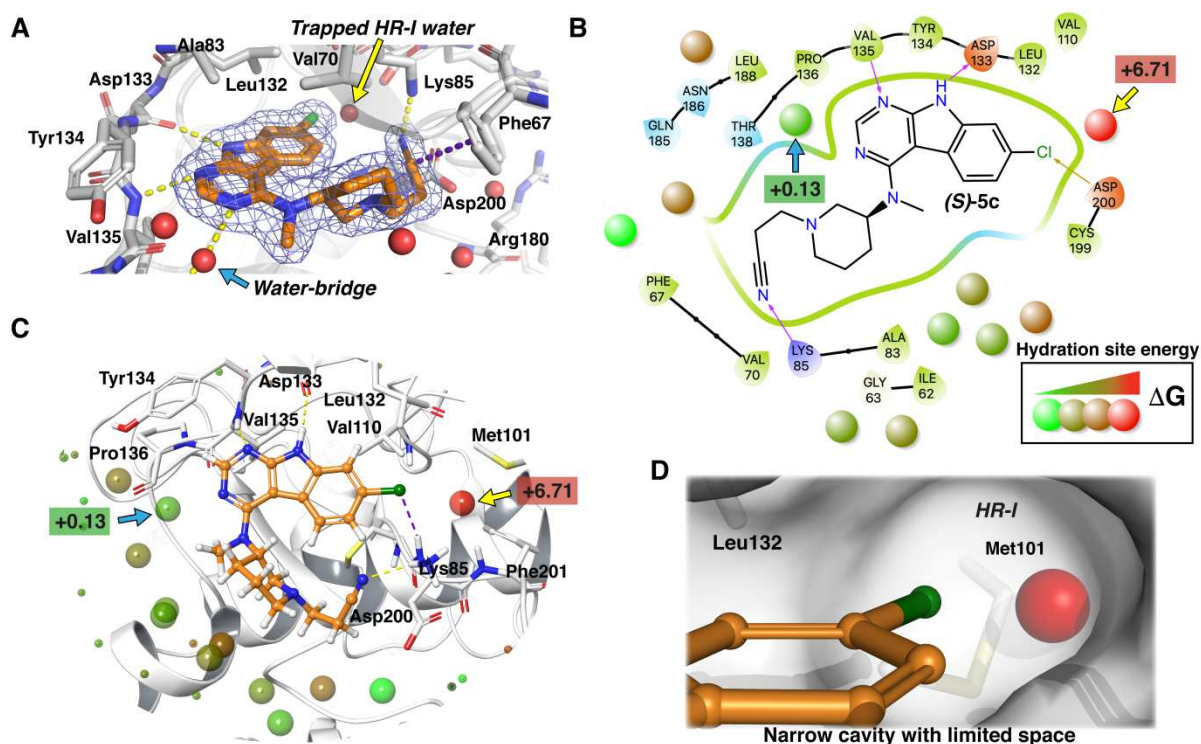 A
Trapped HR-I water
Ala83
Val70
Asp133
Leu132
Lys85
Tyr134
Phe67
Asp200
Val135
Arg180
Water-bridge
B
VAL
135
TYR
134
ASP
133
VAL
110
PRO
136
LEU
132
LEU
188
ASN
186
GLN
185
THR
138
+6.71
+0.13
N
H
N
N
Cl
N
(S)-5c
N
N
ASP
200
CYS
199
PHE
67
VAL
70
LYS
85
ALA
83
GLY
63
ILE
62
Hydration site energy
ΔG
C
Tyr134
Asp133
Leu132
Val135
Val110
Met101
Pro136
+0.13
+6.71
Lys85
Phe201
Asp200
D
HR-I
Leu132
Met101
Narrow cavity with limited space